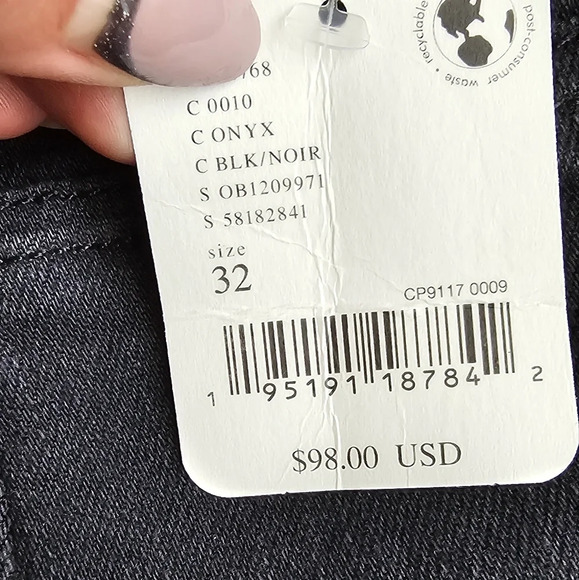 recyclable • post-consumer waste •
768
C 0010
C ONYX
C BLK/NOIR
S OB1209971
S 58182841
size
32
CP9117 0009
1 95191 18784 2
$98.00 USD